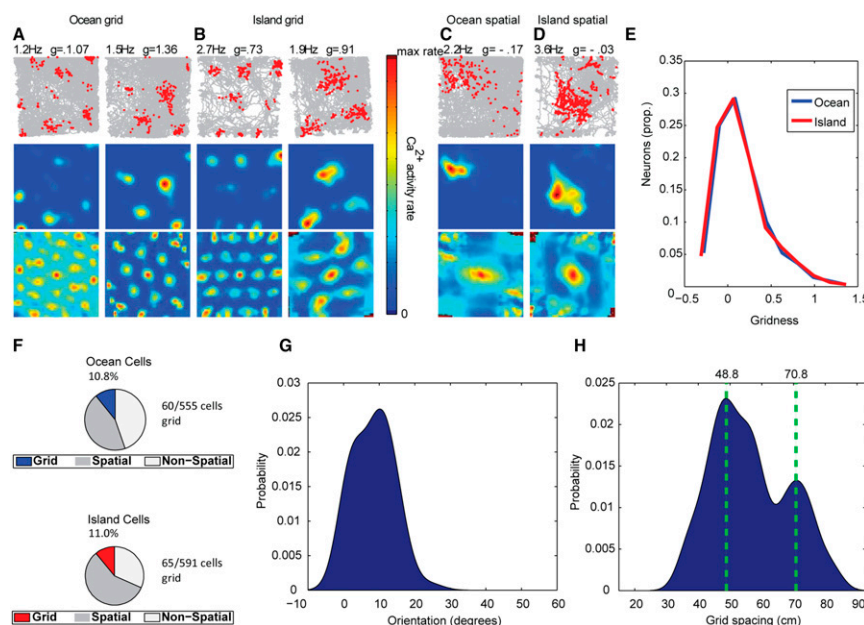 Ocean grid
Island grid
Ocean spatial
Island spatial
A
B
C
D
E
1.2Hz g=.1.07
1.5Hz g=1.36
2.7Hz g=.73
1.9Hz g=.91
2.2Hz g= - .17
3.6Hz g= - .03
max rate
Ca2+ activity rate
0
0.35
0.3
0.25
0.2
0.15
0.1
0.05
0
Neurons (prop.)
Ocean
Island
−0.5 0 0.5 1 1.5
Gridness
F
Ocean Cells
10.8%
60/555 cells
grid
Grid Spatial Non-Spatial
Island Cells
11.0%
65/591 cells
grid
Grid Spatial Non-Spatial
G
0.03
0.025
0.02
0.015
0.01
0.005
0
Probability
−10 0 10 20 30 40 50 60
Orientation (degrees)
H
48.8 70.8
0.025
0.02
0.015
0.01
0.005
0
Probability
20 30 40 50 60 70 80 90
Grid spacing (cm)